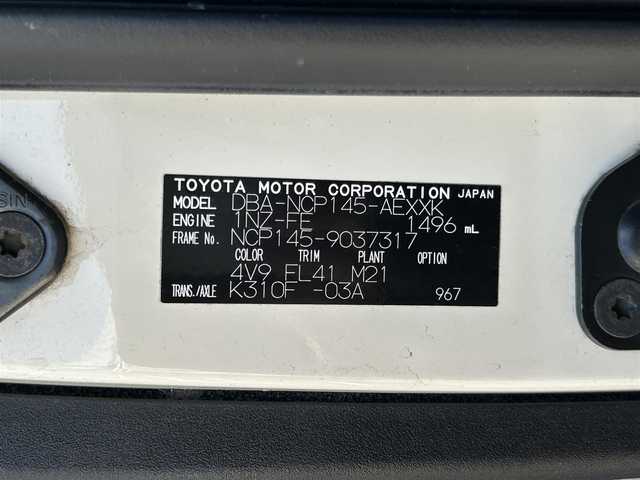 TOYOTA MOTOR CORPORATION JAPAN
MODEL DBA-NCP145-AEXXK
ENGINE 1NZ-FE 1496 mL
FRAME No. NCP145-9037317
COLOR TRIM PLANT OPTION
4V9 FL41 M21
TRANS./AXLE K310F -03A 967